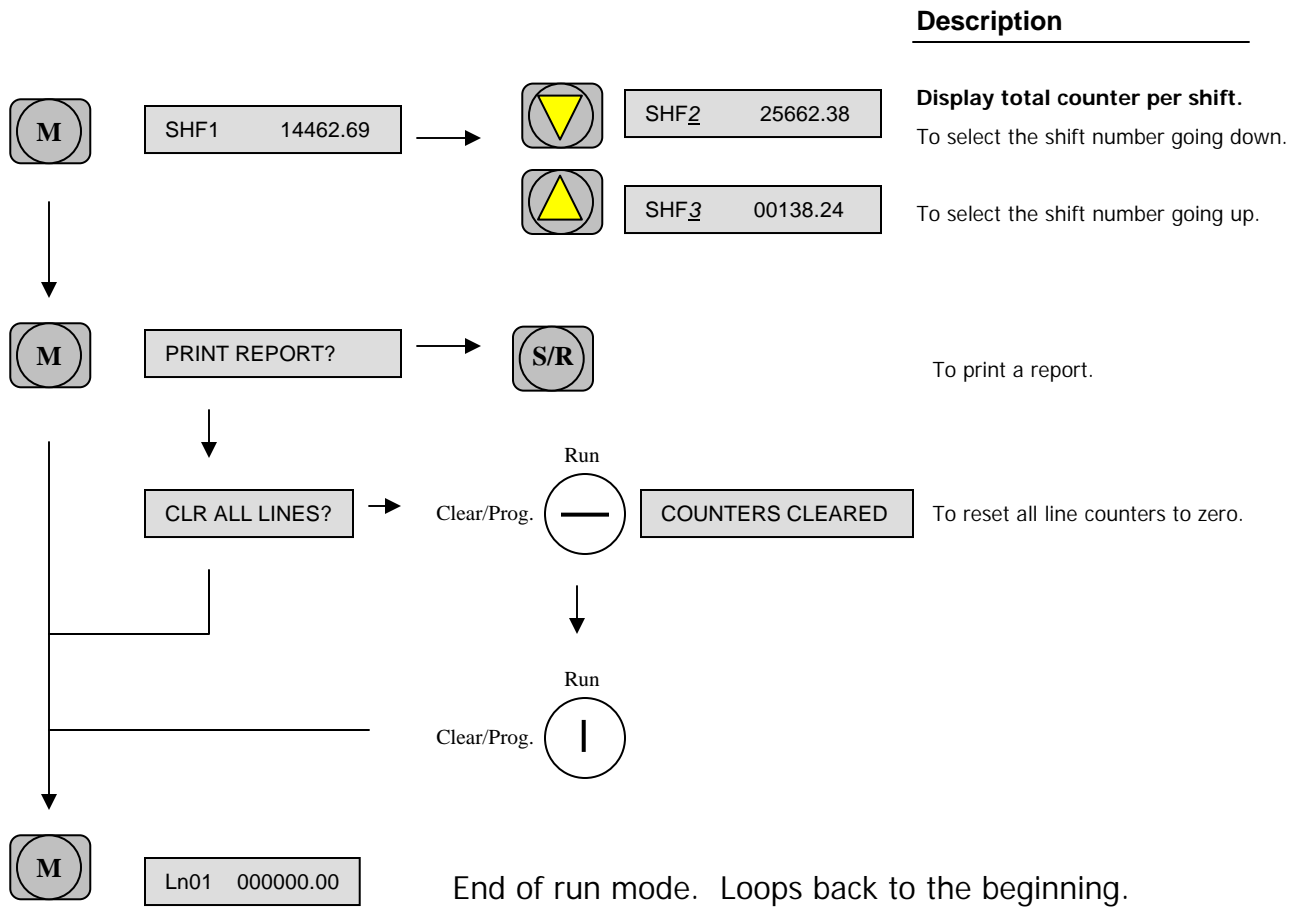 Description
M
SHF1 14462.69
SHF2 25662.38
Display total counter per shift.
To select the shift number going down.
SHF3 00138.24
To select the shift number going up.
M
PRINT REPORT?
S/R
To print a report.
Run
CLR ALL LINES?
Clear/Prog.
COUNTERS CLEARED
To reset all line counters to zero.
Run
Clear/Prog.
M
Ln01 000000.00
End of run mode. Loops back to the beginning.